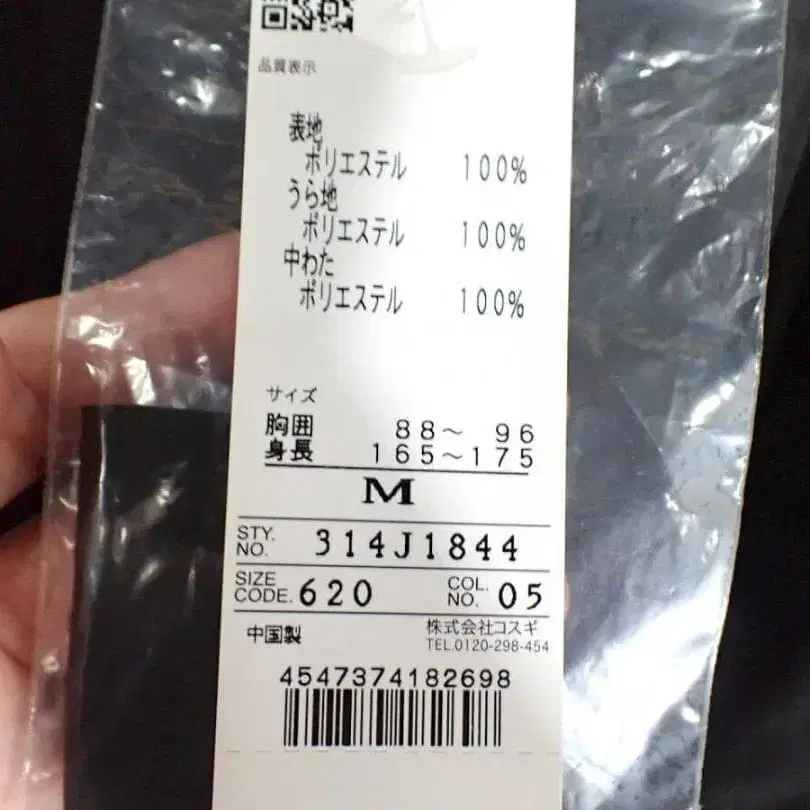 品質表示
表地
ポリエステル 100%
うら地
ポリエステル 100%
中わた
ポリエステル 100%
サイズ
胸囲 88～ 96
身長 165～175
M
STY. NO. 314J1844
SIZE CODE. 620 COL. NO. 05
中国製 株式会社コスギ
TEL.0120-298-454
4547374182698